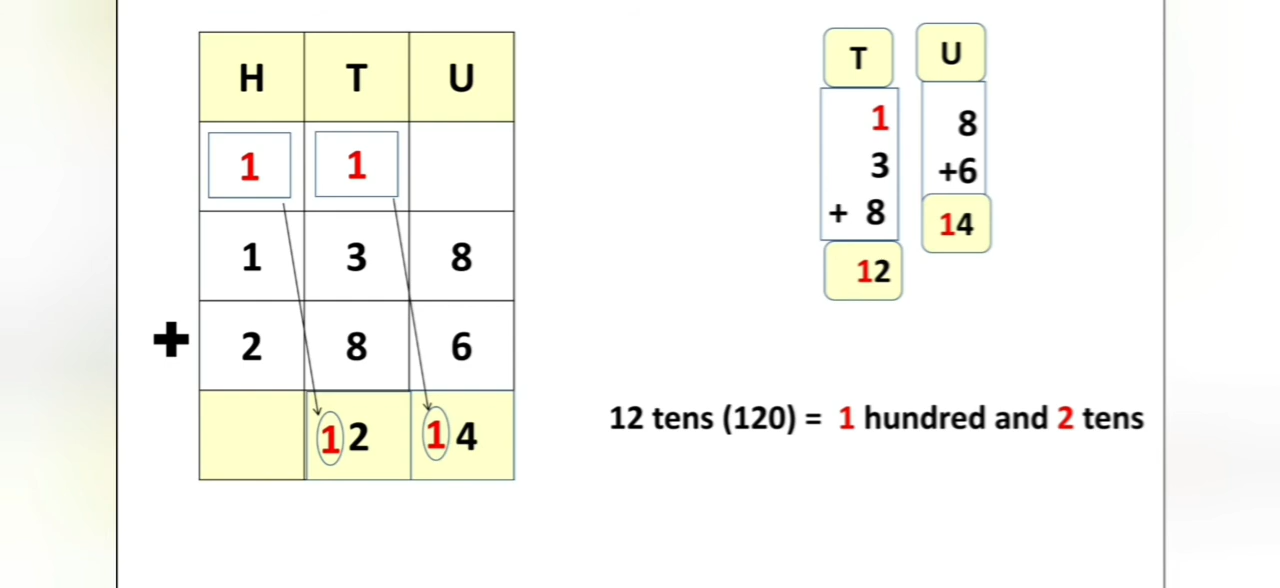 H T U
1 1
1 3 8
+ 2 8 6
12 14
T U
1 8
3 +6
+ 8 14
12
12 tens (120) = 1 hundred and 2 tens